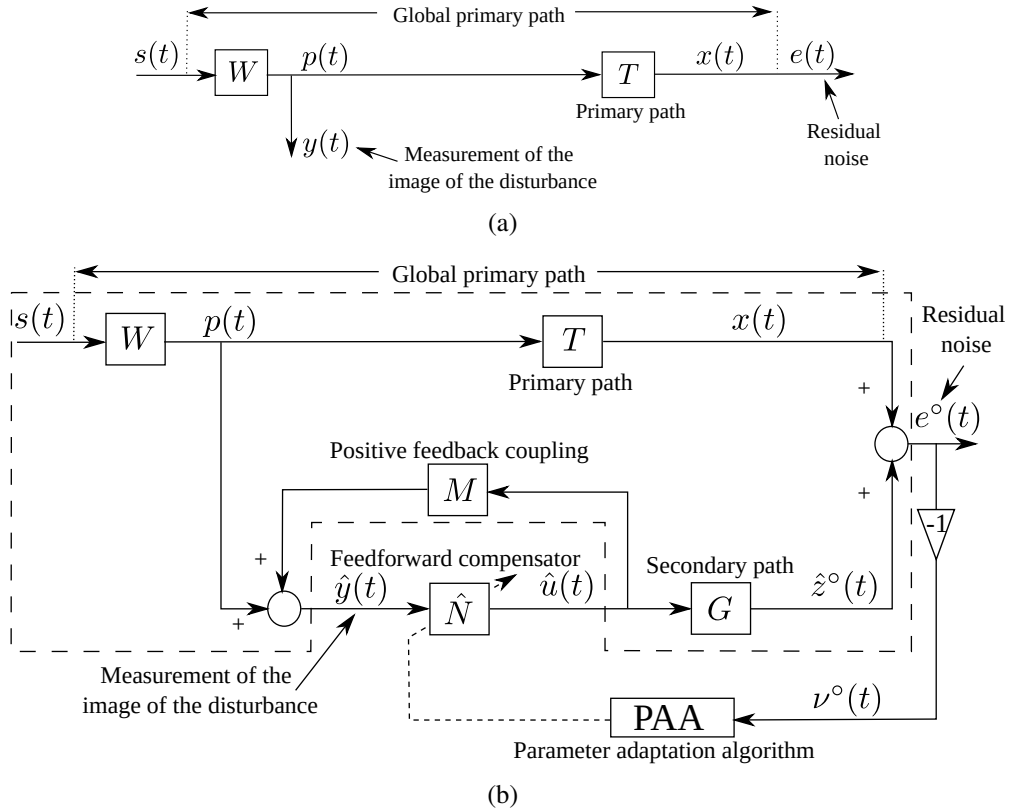 Global primary path
s(t)
W
p(t)
T
x(t)
e(t)
Primary path
y(t)
Measurement of the
image of the disturbance
Residual
noise
(a)
Global primary path
s(t)
W
p(t)
T
x(t)
Primary path
Residual
noise
+
e°(t)
Positive feedback coupling
M
+
-1
+
Feedforward compensator
ŷ(t)
N̂
û(t)
Secondary path
G
ẑ°(t)
+
Measurement of the
image of the disturbance
PAA
ν°(t)
Parameter adaptation algorithm
(b)